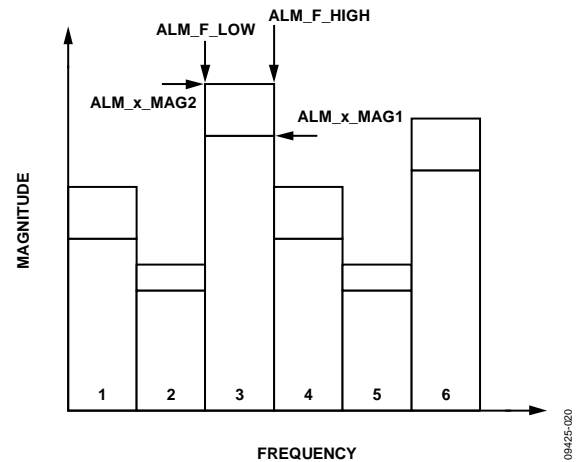 ALM_F_HIGH
ALM_F_LOW
ALM_x_MAG2
ALM_x_MAG1
MAGNITUDE
1 2 3 4 5 6
FREQUENCY
09425-020